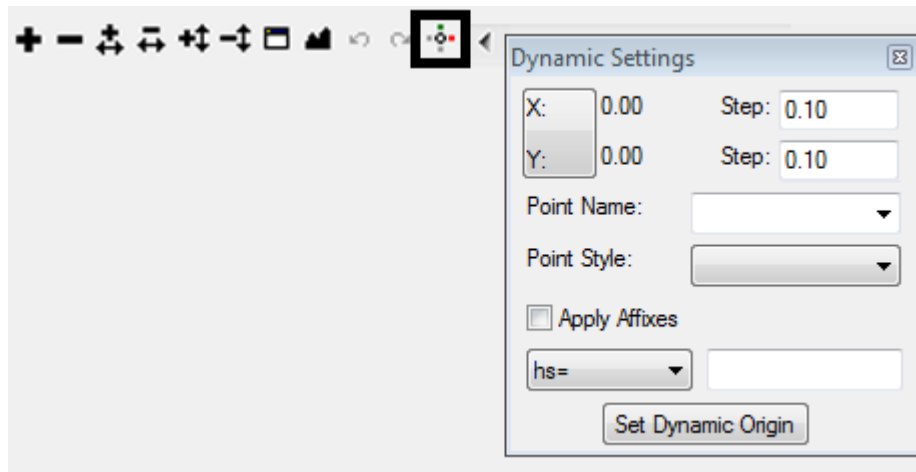 Dynamic Settings
X: 0.00 Step: 0.10
Y: 0.00 Step: 0.10
Point Name:
Point Style:
Apply Affixes
hs=
Set Dynamic Origin